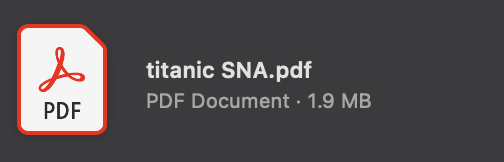 PDF
titanic SNA.pdf
PDF Document · 1.9 MB